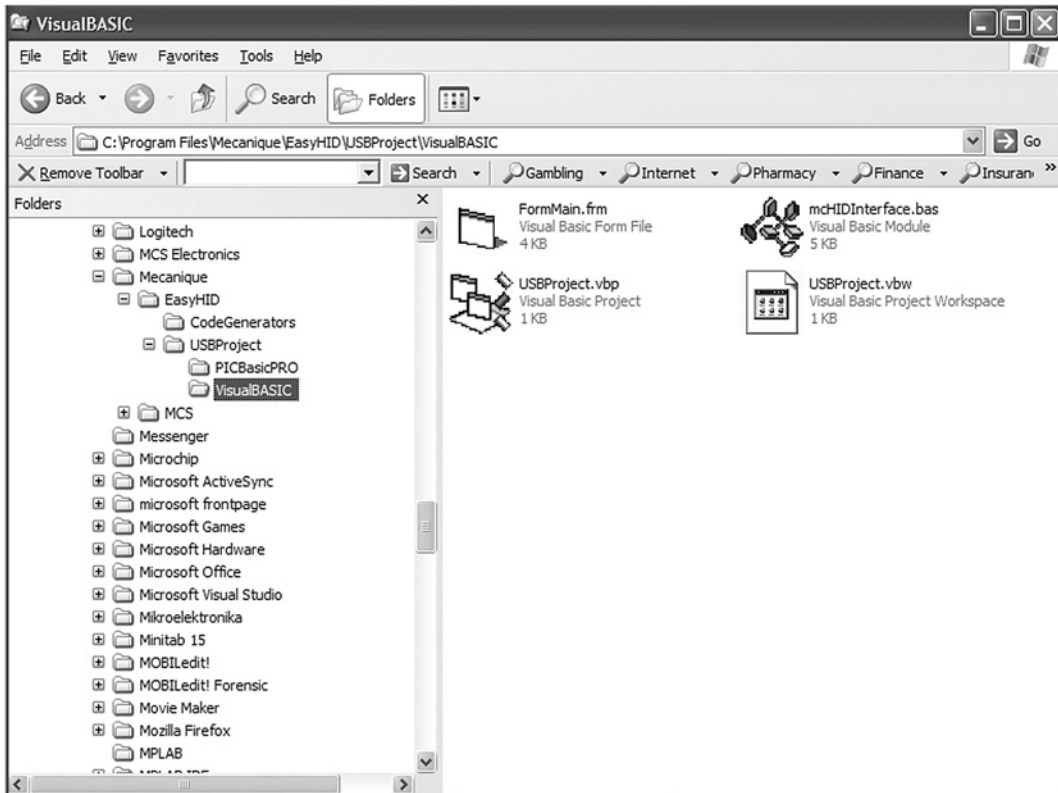 VisualBASIC
File Edit View Favorites Tools Help
Back Search Folders
Address C:\Program Files\Mecanique\EasyHID\USBProject\VisualBASIC Go
Remove Toolbar Search Gambling Internet Pharmacy Finance Insuran »
Folders
Logitech
MCS Electronics
Mecanique
EasyHID
CodeGenerators
USBProject
PICBasicPRO
VisualBASIC
MCS
Messenger
Microchip
Microsoft ActiveSync
microsoft frontpage
Microsoft Games
Microsoft Hardware
Microsoft Office
Microsoft Visual Studio
Mikroelektronika
Minitab 15
MOBILedit!
MOBILedit! Forensic
Movie Maker
Mozilla Firefox
MPLAB
MPLAB IDE
FormMain.frm
Visual Basic Form File
4 KB
mcHIDInterface.bas
Visual Basic Module
5 KB
USBProject.vbp
Visual Basic Project
1 KB
USBProject.vbw
Visual Basic Project Workspace
1 KB